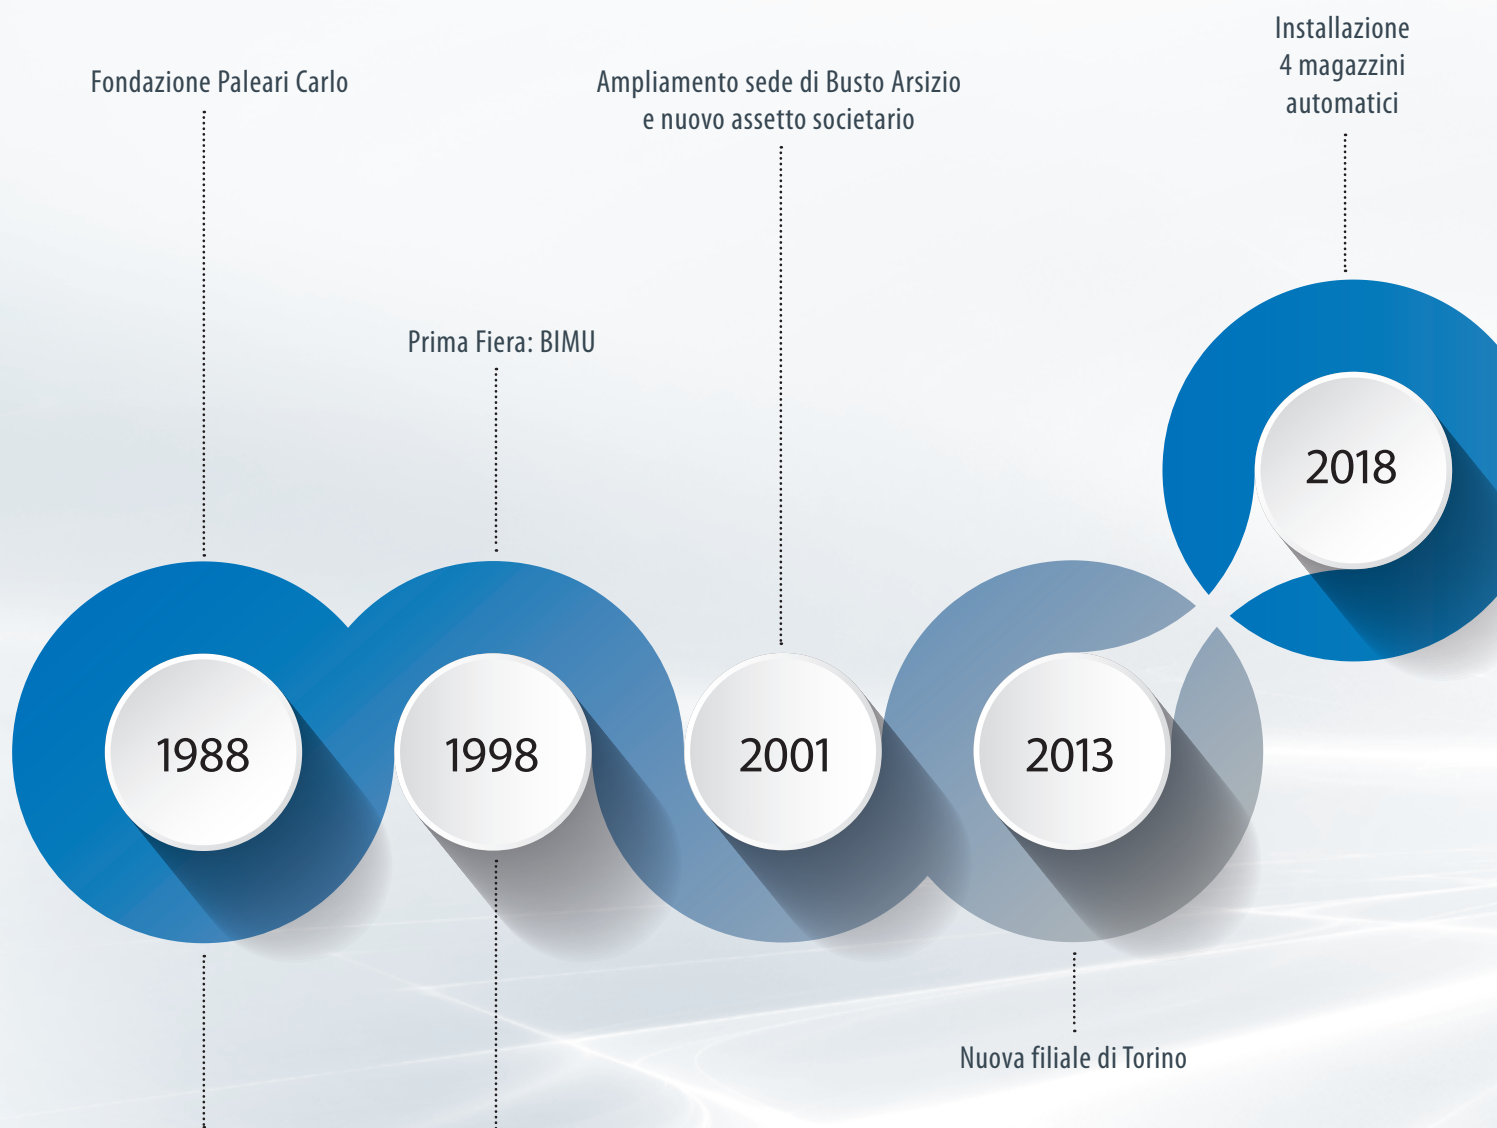 Fondazione Paleari Carlo
Ampliamento sede di Busto Arsizio
e nuovo assetto societario
Installazione
4 magazzini
automatici
Prima Fiera: BIMU
2018
1988
1998
2001
2013
Nuova filiale di Torino